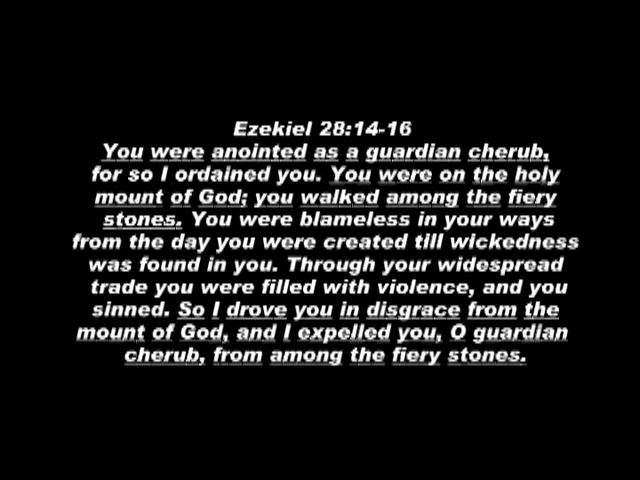 Ezekiel 28:14-16
You were anointed as a guardian cherub,
for so I ordained you. You were on the holy
mount of God; you walked among the fiery
stones. You were blameless in your ways
from the day you were created till wickedness
was found in you. Through your widespread
trade you were filled with violence, and you
sinned. So I drove you in disgrace from the
mount of God, and I expelled you, O guardian
cherub, from among the fiery stones.